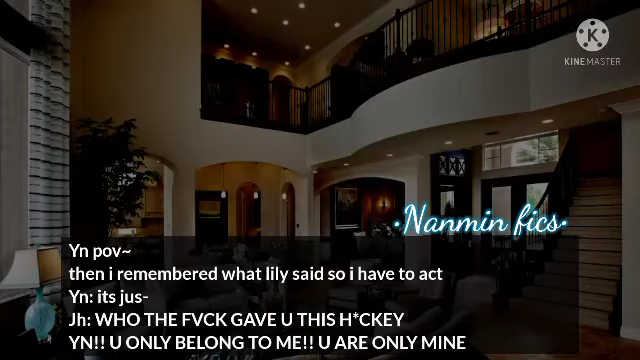 KINEMASTER
·Nanmin fics·
Yn pov~
then i remembered what lily said so i have to act
Yn: its jus-
Jh: WHO THE FVCK GAVE U THIS H*CKEY
YN!! U ONLY BELONG TO ME!! U ARE ONLY MINE